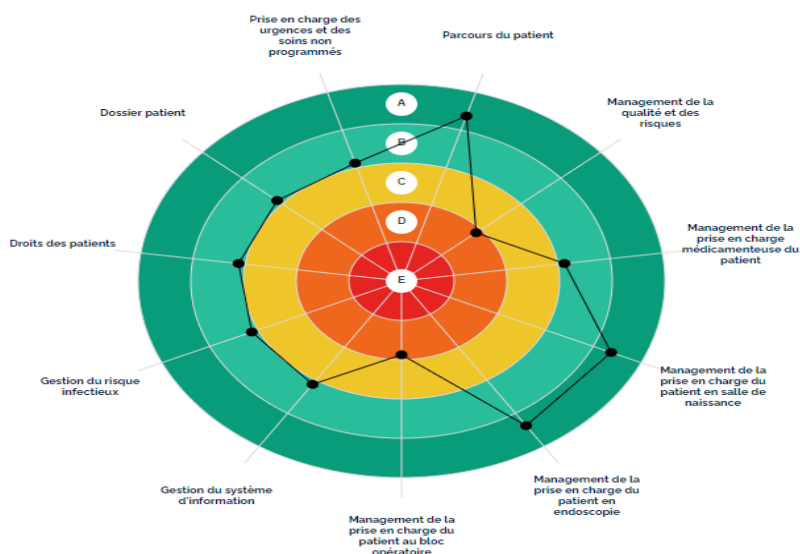 Prise en charge des
urgences et des
soins non
programmés
Parcours du patient
Management de la
qualité et des
risques
Dossier patient
A
B
C
D
E
Droits des patients
Management de la
prise en charge
médicamenteuse du
patient
Gestion du risque
infectieux
Management de la
prise en charge du
patient en salle de
naissance
Gestion du système
d'information
Management de la
prise en charge du
patient en
endoscopie
Management de la
prise en charge du
patient au bloc
opératoire